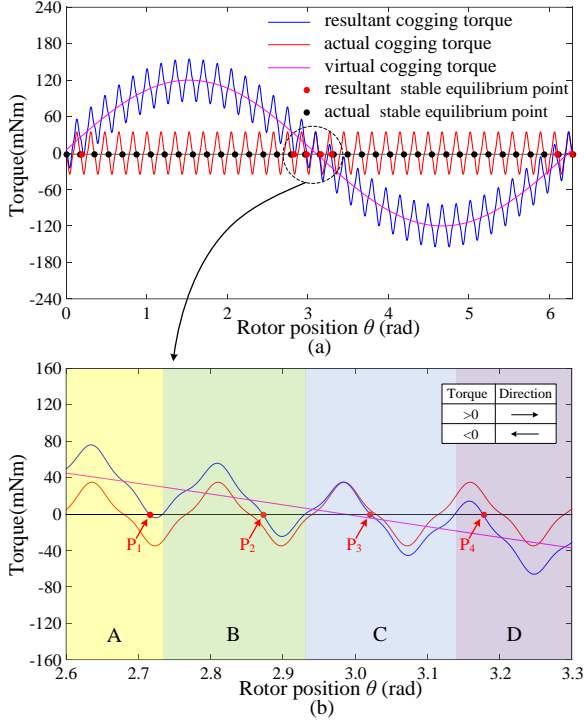 240
180
120
60
0
-60
-120
-180
-240
Torque(mNm)
resultant cogging torque
actual cogging torque
virtual cogging torque
resultant stable equilibrium point
actual stable equilibrium point
0 1 2 3 4 5 6
Rotor position θ (rad)
(a)
160
120
80
40
0
-40
-80
-120
-160
Torque(mNm)
Torque Direction
>0 →
<0 ←
P1 P2 P3 P4
A B C D
2.6 2.7 2.8 2.9 3.0 3.1 3.2 3.3
Rotor position θ (rad)
(b)